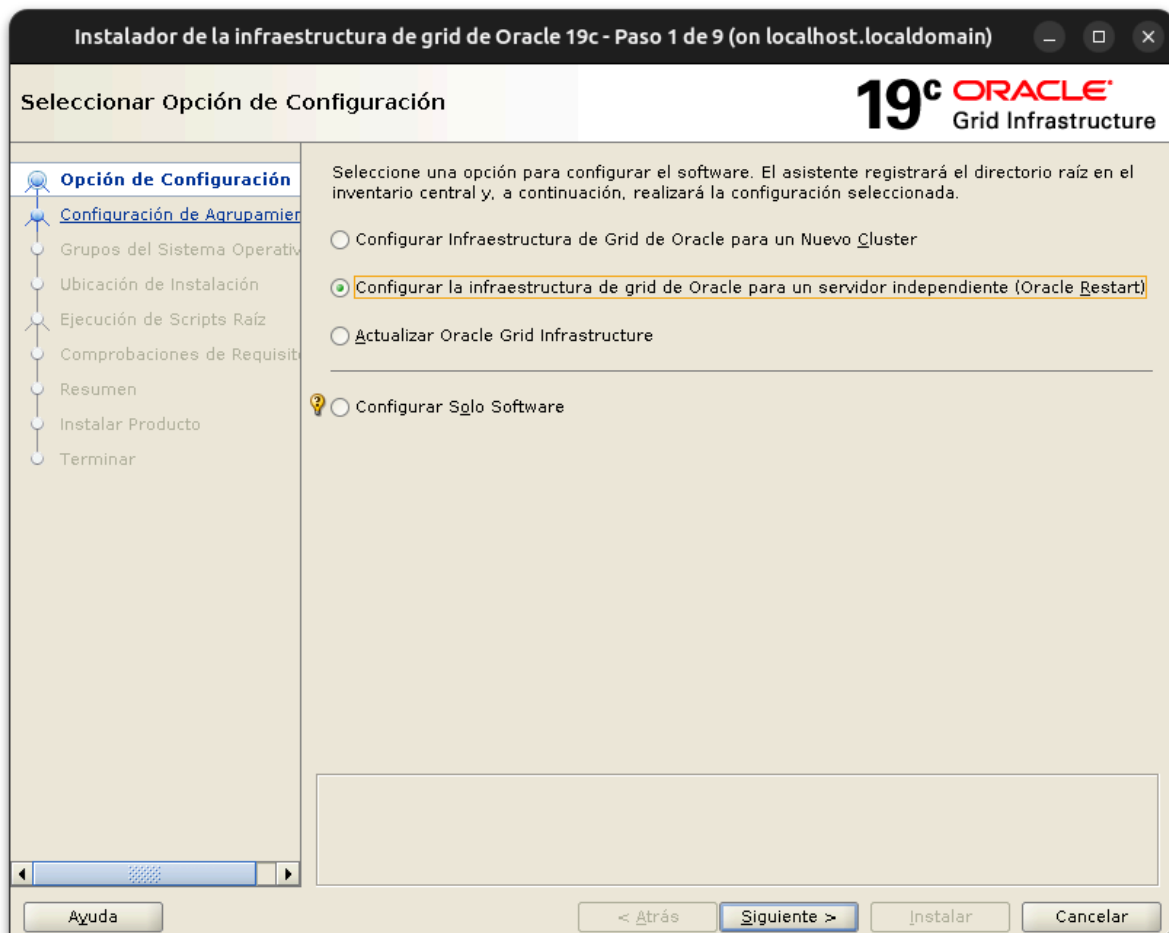 Instalador de la infraestructura de grid de Oracle 19c - Paso 1 de 9 (on localhost.localdomain)
Seleccionar Opción de Configuración
19c ORACLE
Grid Infrastructure
Opción de Configuración
Configuración de Agrupamier
Grupos del Sistema Operativ
Ubicación de Instalación
Ejecución de Scripts Raíz
Comprobaciones de Requisit
Resumen
Instalar Producto
Terminar
Seleccione una opción para configurar el software. El asistente registrará el directorio raíz en el
inventario central y, a continuación, realizará la configuración seleccionada.
Configurar Infraestructura de Grid de Oracle para un Nuevo Cluster
Configurar la infraestructura de grid de Oracle para un servidor independiente (Oracle Restart)
Actualizar Oracle Grid Infrastructure
Configurar Solo Software
Ayuda
< Atrás
Siguiente >
Instalar
Cancelar